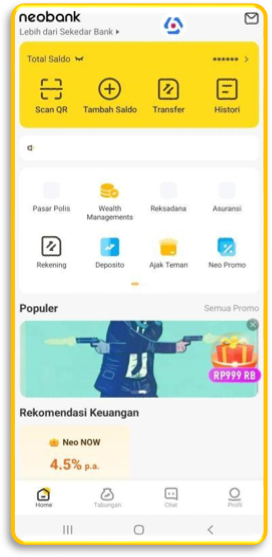 neobank
Lebih dari Sekedar Bank
Total Saldo
******
Scan QR
Tambah Saldo
Transfer
Histori
Pasar Polis
Wealth
Managements
Reksadana
Asuransi
Rekening
Deposito
Ajak Teman
Neo Promo
Populer
Semua Promo
RP999 RB
Rekomendasi Keuangan
Neo NOW
4.5% p.a.
Home
Tabungan
Chat
Profil